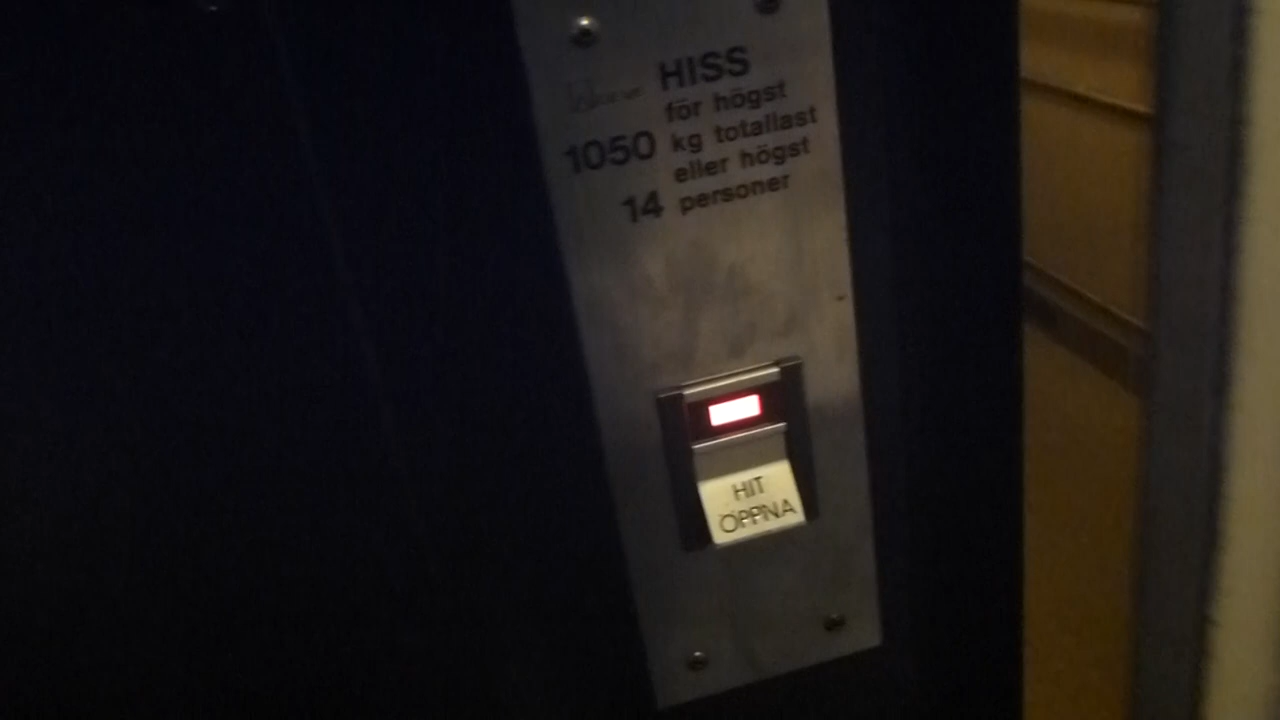 HISS
för högst
1050 kg totallast
eller högst
14 personer
HIT
ÖPPNA